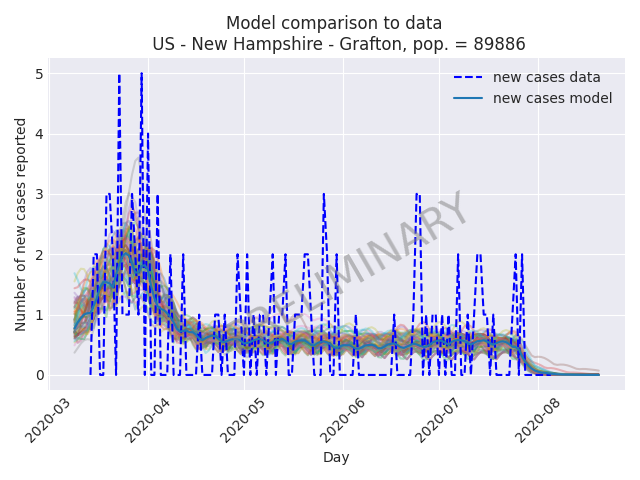 Model comparison to data
US - New Hampshire - Grafton, pop. = 89886
5
4
3
2
1
0
Number of new cases reported
new cases data
new cases model
PRELIMINARY
2020-03
2020-04
2020-05
2020-06
2020-07
2020-08
Day